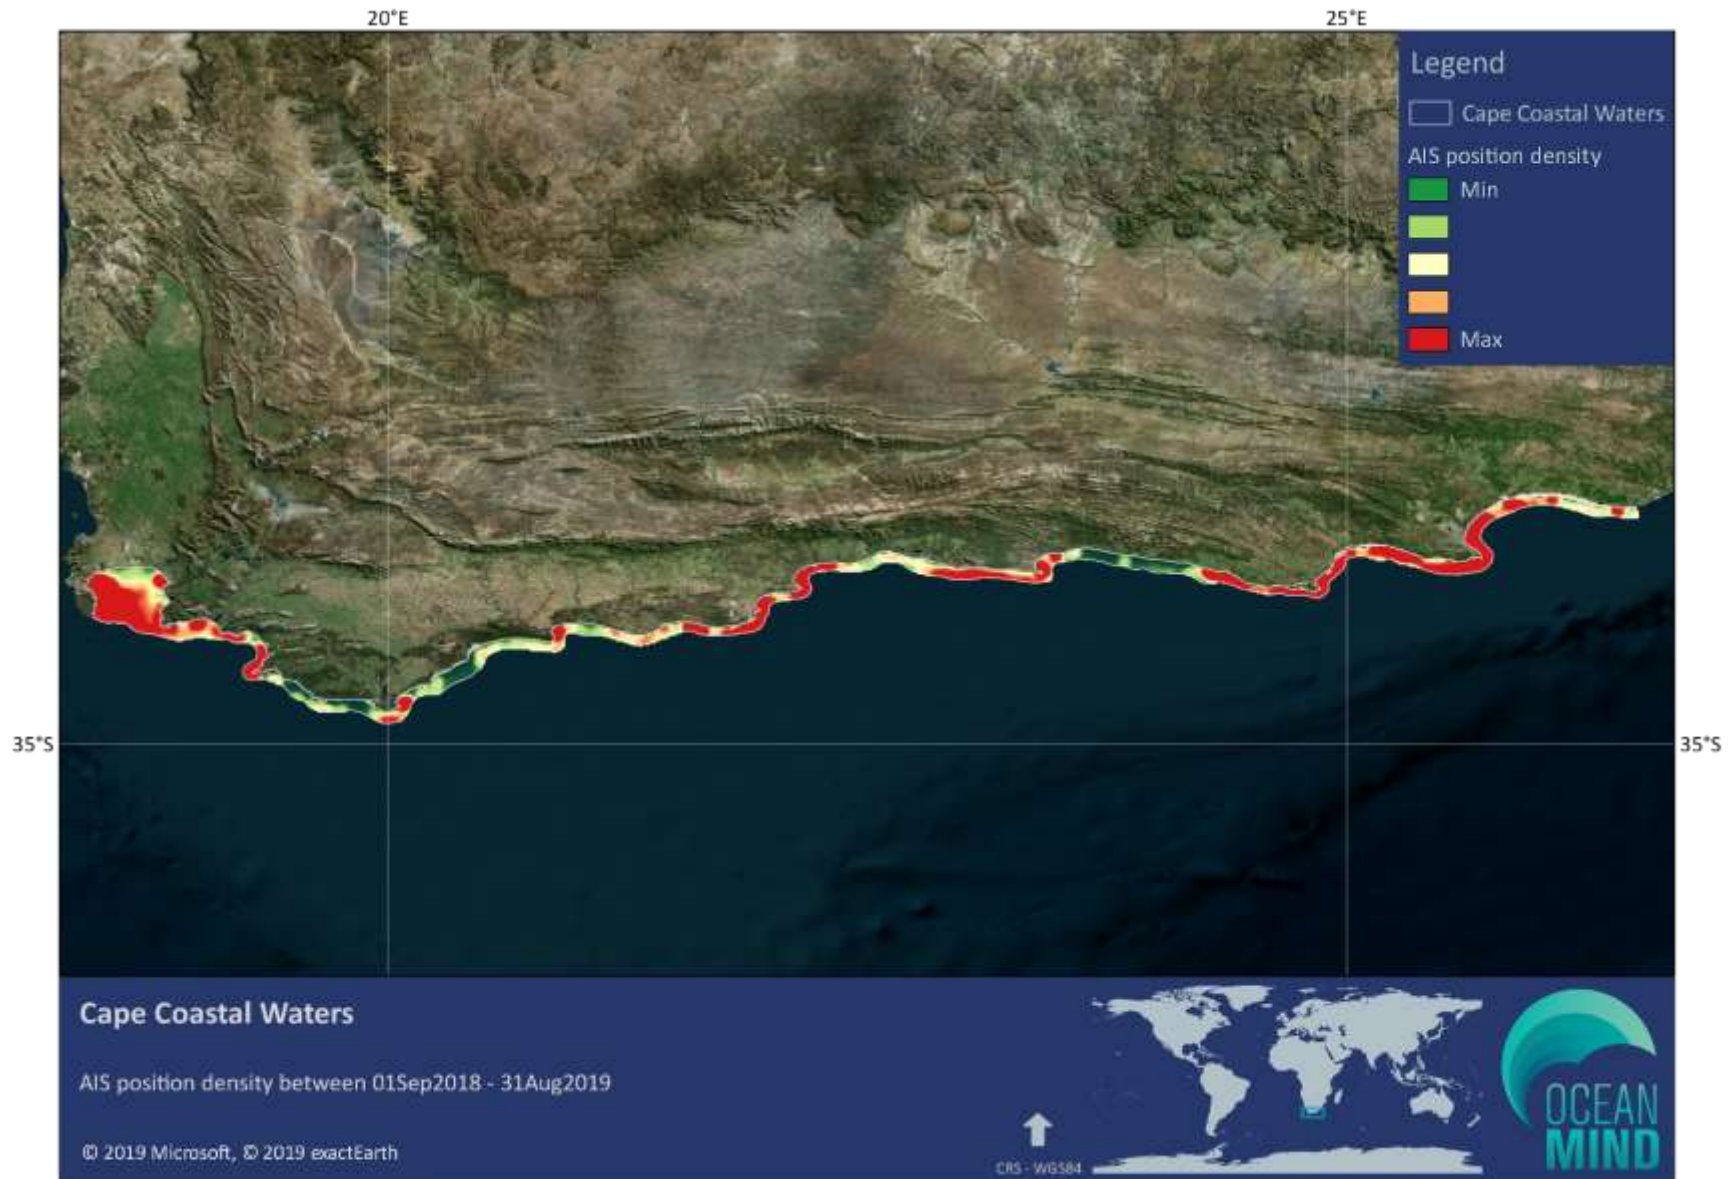 20°E 25°E
Legend
Cape Coastal Waters
AIS position density
Min
Max
35°S 35°S
Cape Coastal Waters
AIS position density between 01Sep2018 - 31Aug2019
© 2019 Microsoft, © 2019 exactEarth
CRS - WGS84
OCEAN
MIND